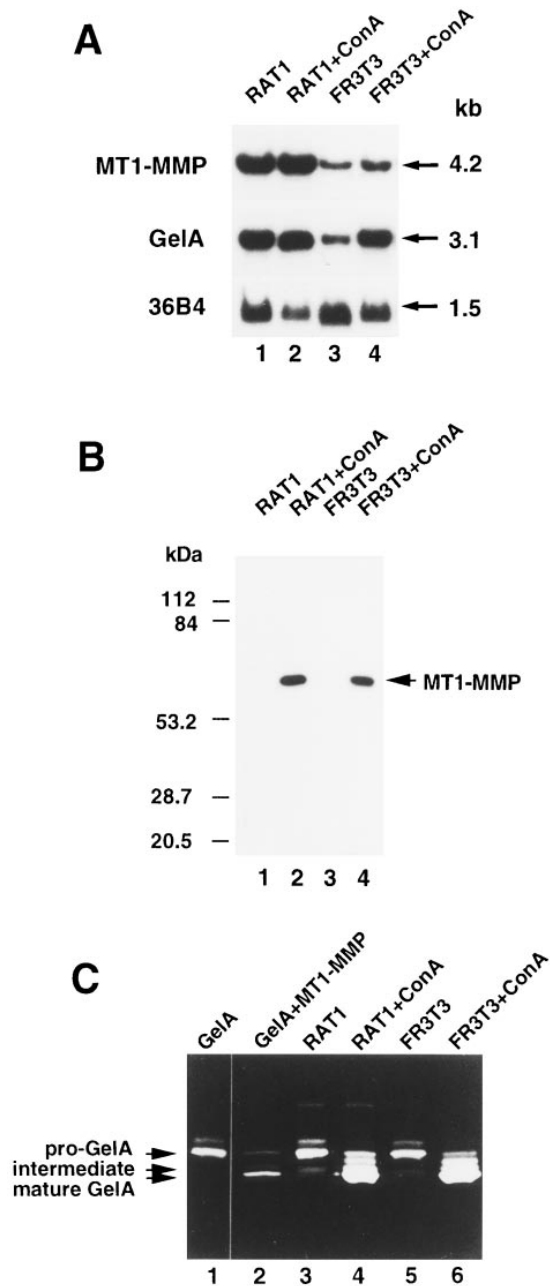 A
RAT1
RAT1+ConA
FR3T3
FR3T3+ConA
kb
MT1-MMP
4.2
GelA
3.1
36B4
1.5
1 2 3 4
B
RAT1
RAT1+ConA
FR3T3
FR3T3+ConA
kDa
112
84
MT1-MMP
53.2
28.7
20.5
1 2 3 4
C
GelA
GelA+MT1-MMP
RAT1
RAT1+ConA
FR3T3
FR3T3+ConA
pro-GelA
intermediate
mature GelA
1 2 3 4 5 6